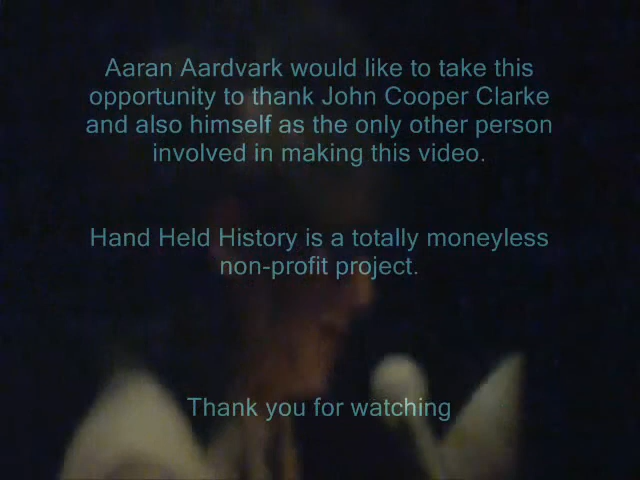 Aaran Aardvark would like to take this
opportunity to thank John Cooper Clarke
and also himself as the only other person
involved in making this video.
Hand Held History is a totally moneyless
non-profit project.
Thank you for watching